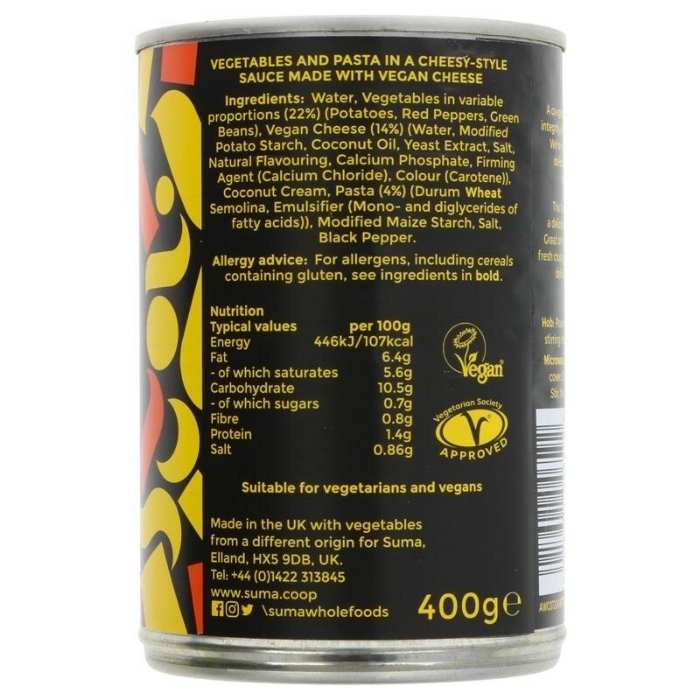 VEGETABLES AND PASTA IN A CHEESY-STYLE
SAUCE MADE WITH VEGAN CHEESE
Ingredients: Water, Vegetables in variable
proportions (22%) (Potatoes, Red Peppers, Green
Beans), Vegan Cheese (14%) (Water, Modified
Potato Starch, Coconut Oil, Yeast Extract, Salt,
Natural Flavouring, Calcium Phosphate, Firming
Agent (Calcium Chloride), Colour (Carotene)),
Coconut Cream, Pasta (4%) (Durum Wheat
Semolina, Emulsifier (Mono- and diglycerides of
fatty acids)), Modified Maize Starch, Salt,
Black Pepper.
Allergy advice: For allergens, including cereals
containing gluten, see ingredients in bold.
Nutrition
Typical values per 100g
Energy 446kJ/107kcal
Fat 6.4g
- of which saturates 5.6g
Carbohydrate 10.5g
- of which sugars 0.7g
Fibre 0.8g
Protein 1.4g
Salt 0.86g
Vegan
Vegetarian Society
APPROVED
Suitable for vegetarians and vegans
Made in the UK with vegetables
from a different origin for Suma,
Elland, HX5 9DB, UK.
Tel: +44 (0)1422 313845
www.suma.coop
\sumawholefoods
400g e